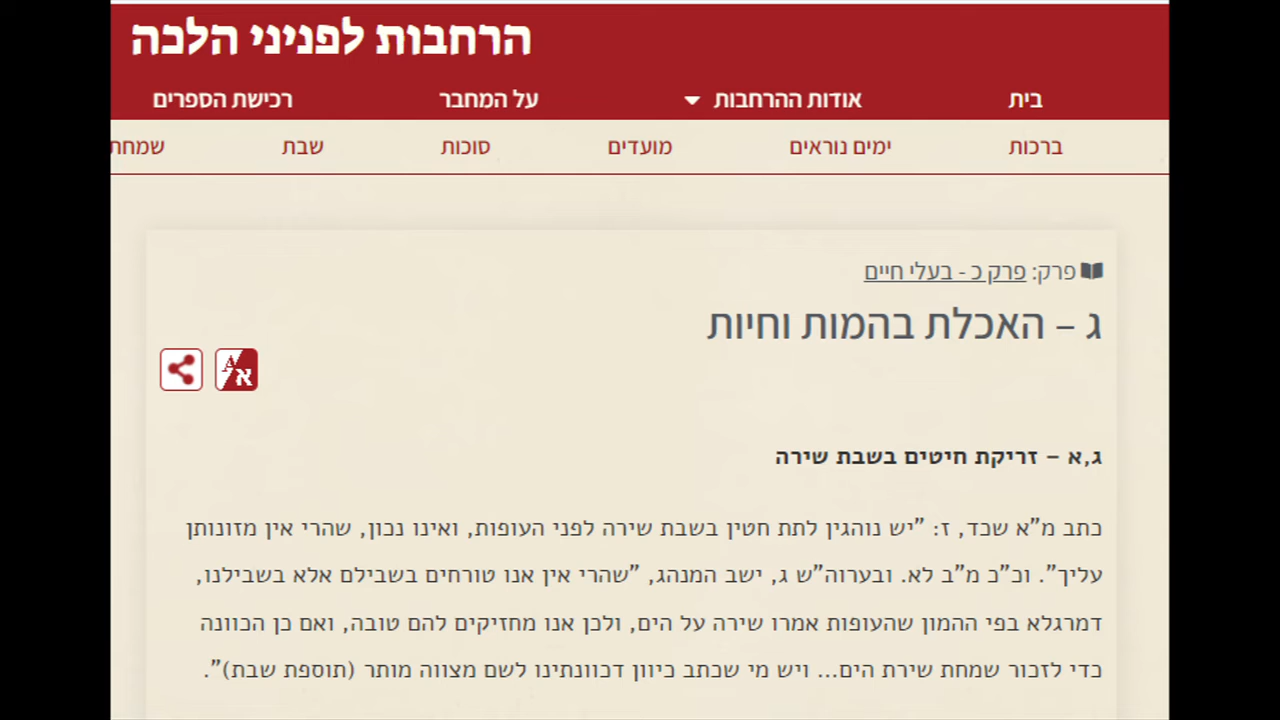 הרחבות לפניני הלכה
בית אודות ההרחבות על המחבר רכישת הספרים
ברכות ימים נוראים מועדים סוכות שבת שמחת
פרק: פרק כ - בעלי חיים
ג – האכלת בהמות וחיות
A א
ג,א – זריקת חיטים בשבת שירה
כתב מ"א שכד, ז: "יש נוהגין לתת חטין בשבת שירה לפני העופות, ואינו נכון, שהרי אין מזונותן
עליך". וכ"כ מ"ב לא. ובערוה"ש ג, ישב המנהג, "שהרי אין אנו טורחים בשבילם אלא בשבילנו,
דמרגלא בפי ההמון שהעופות אמרו שירה על הים, ולכן אנו מחזיקים להם טובה, ואם כן הכוונה
כדי לזכור שמחת שירת הים... ויש מי שכתב כיוון דכוונתינו לשם מצווה מותר (תוספת שבת)".